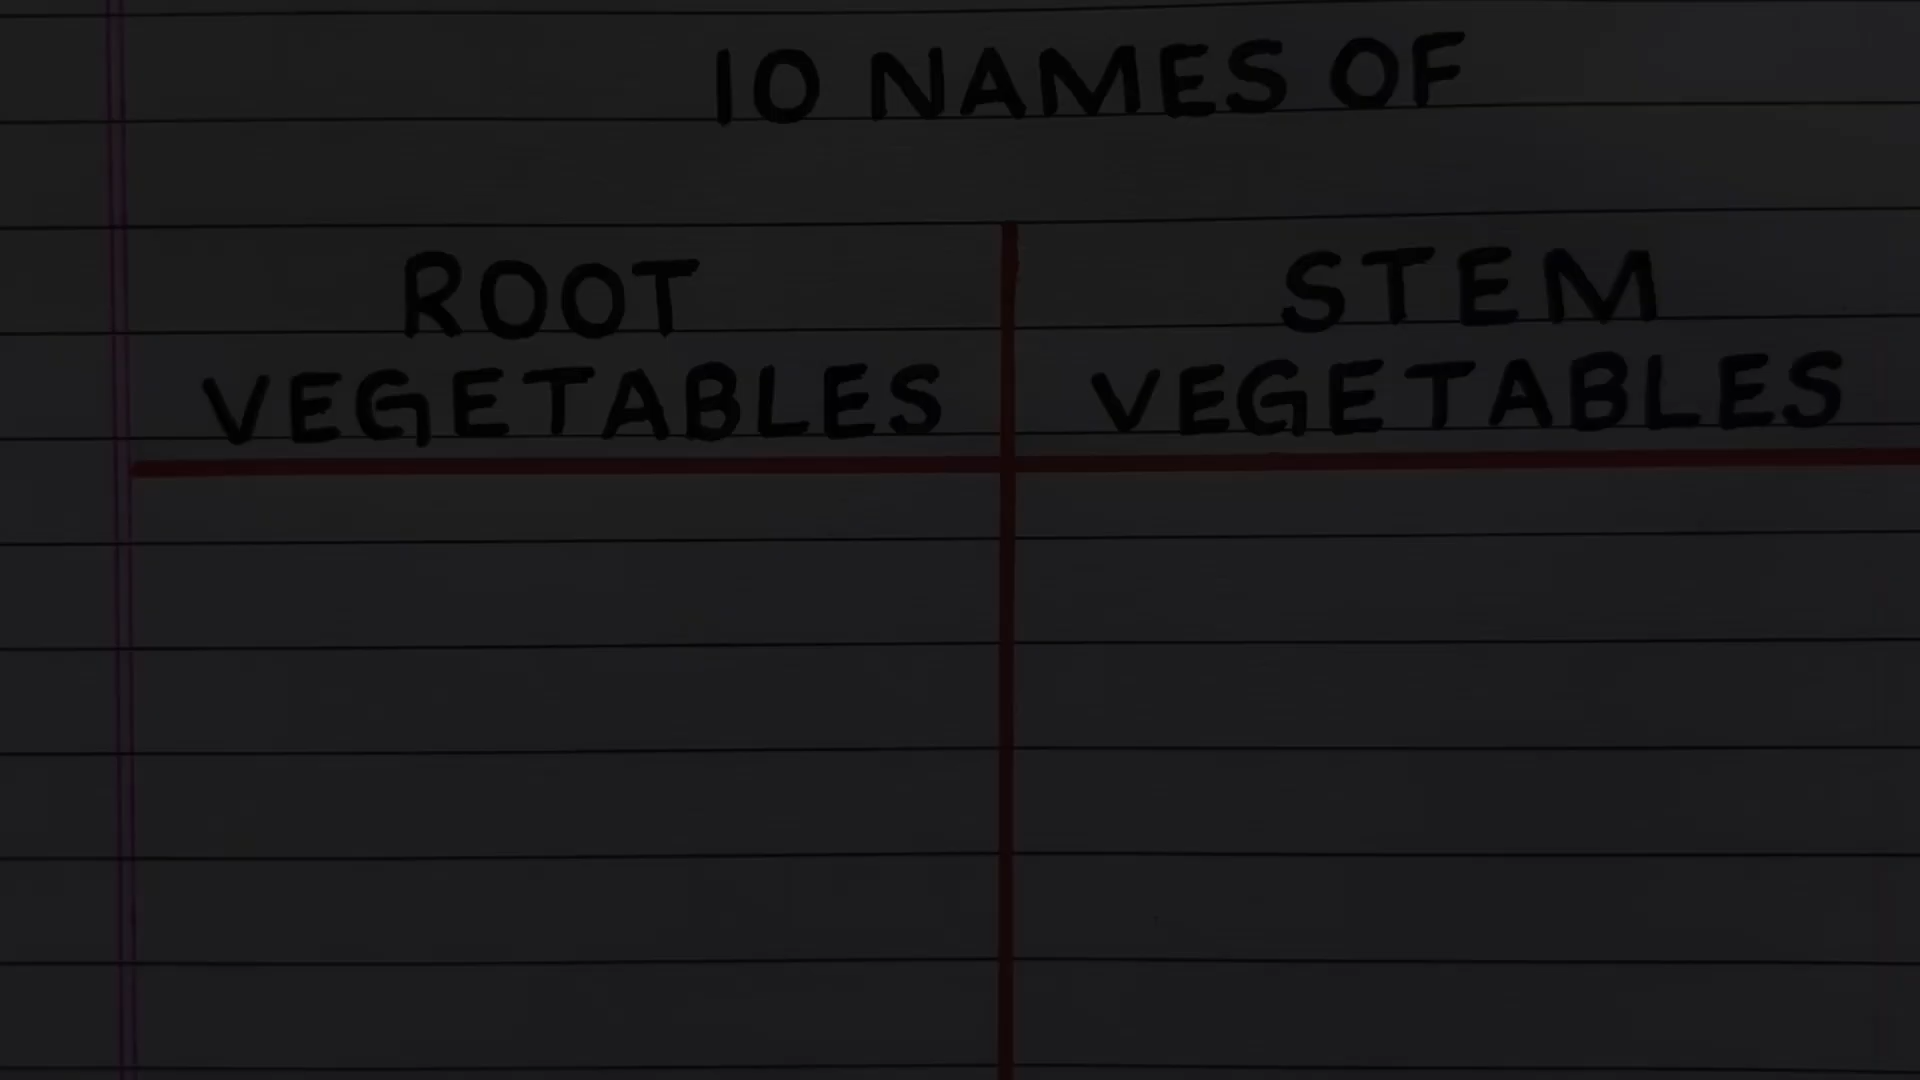 10 NAMES OF
ROOT
VEGETABLES
STEM
VEGETABLES